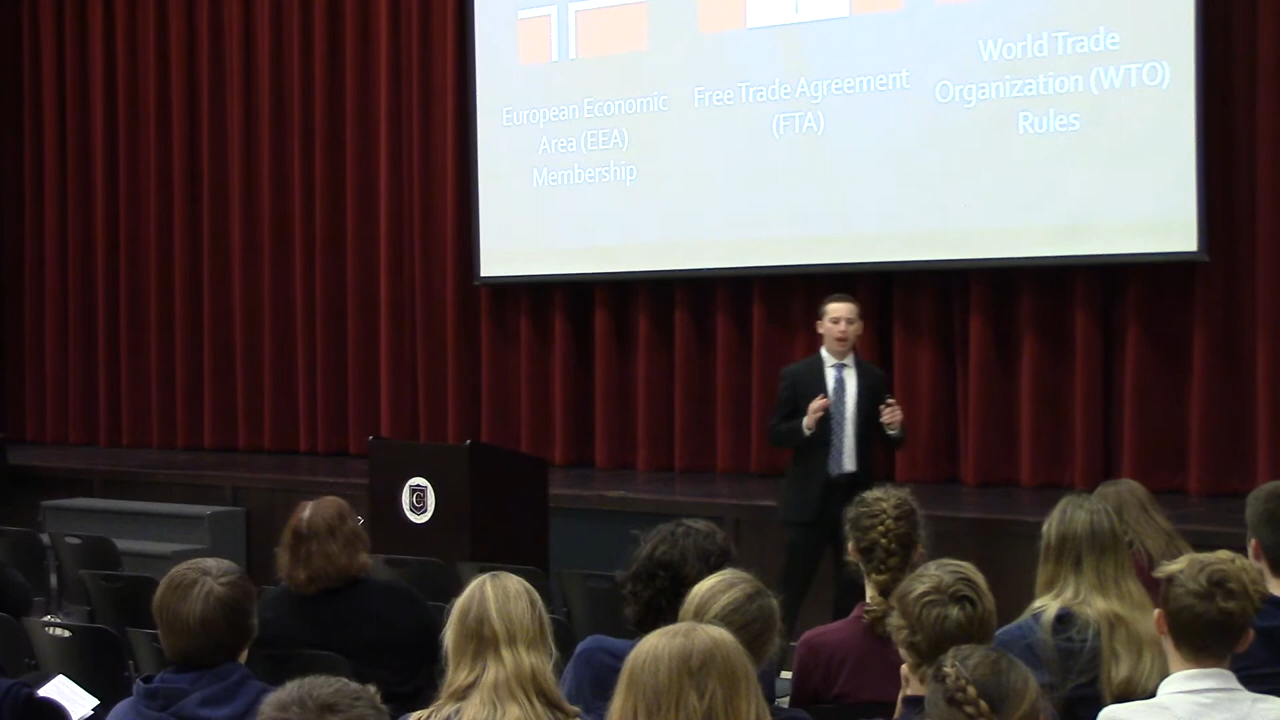 European Economic
Area (EEA)
Membership
Free Trade Agreement
(FTA)
World Trade
Organization (WTO)
Rules
C